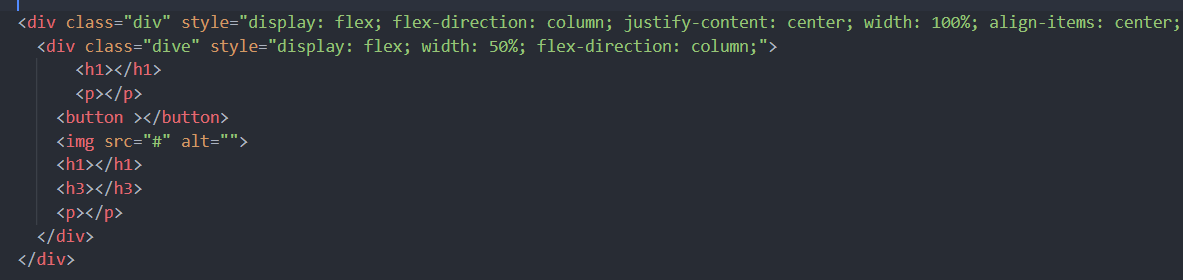 <div class="div" style="display: flex; flex-direction: column; justify-content: center; width: 100%; align-items: center;
<div class="dive" style="display: flex; width: 50%; flex-direction: column;">
<h1></h1>
<p></p>
<button ></button>
<img src="#" alt="">
<h1></h1>
<h3></h3>
<p></p>
</div>
</div>